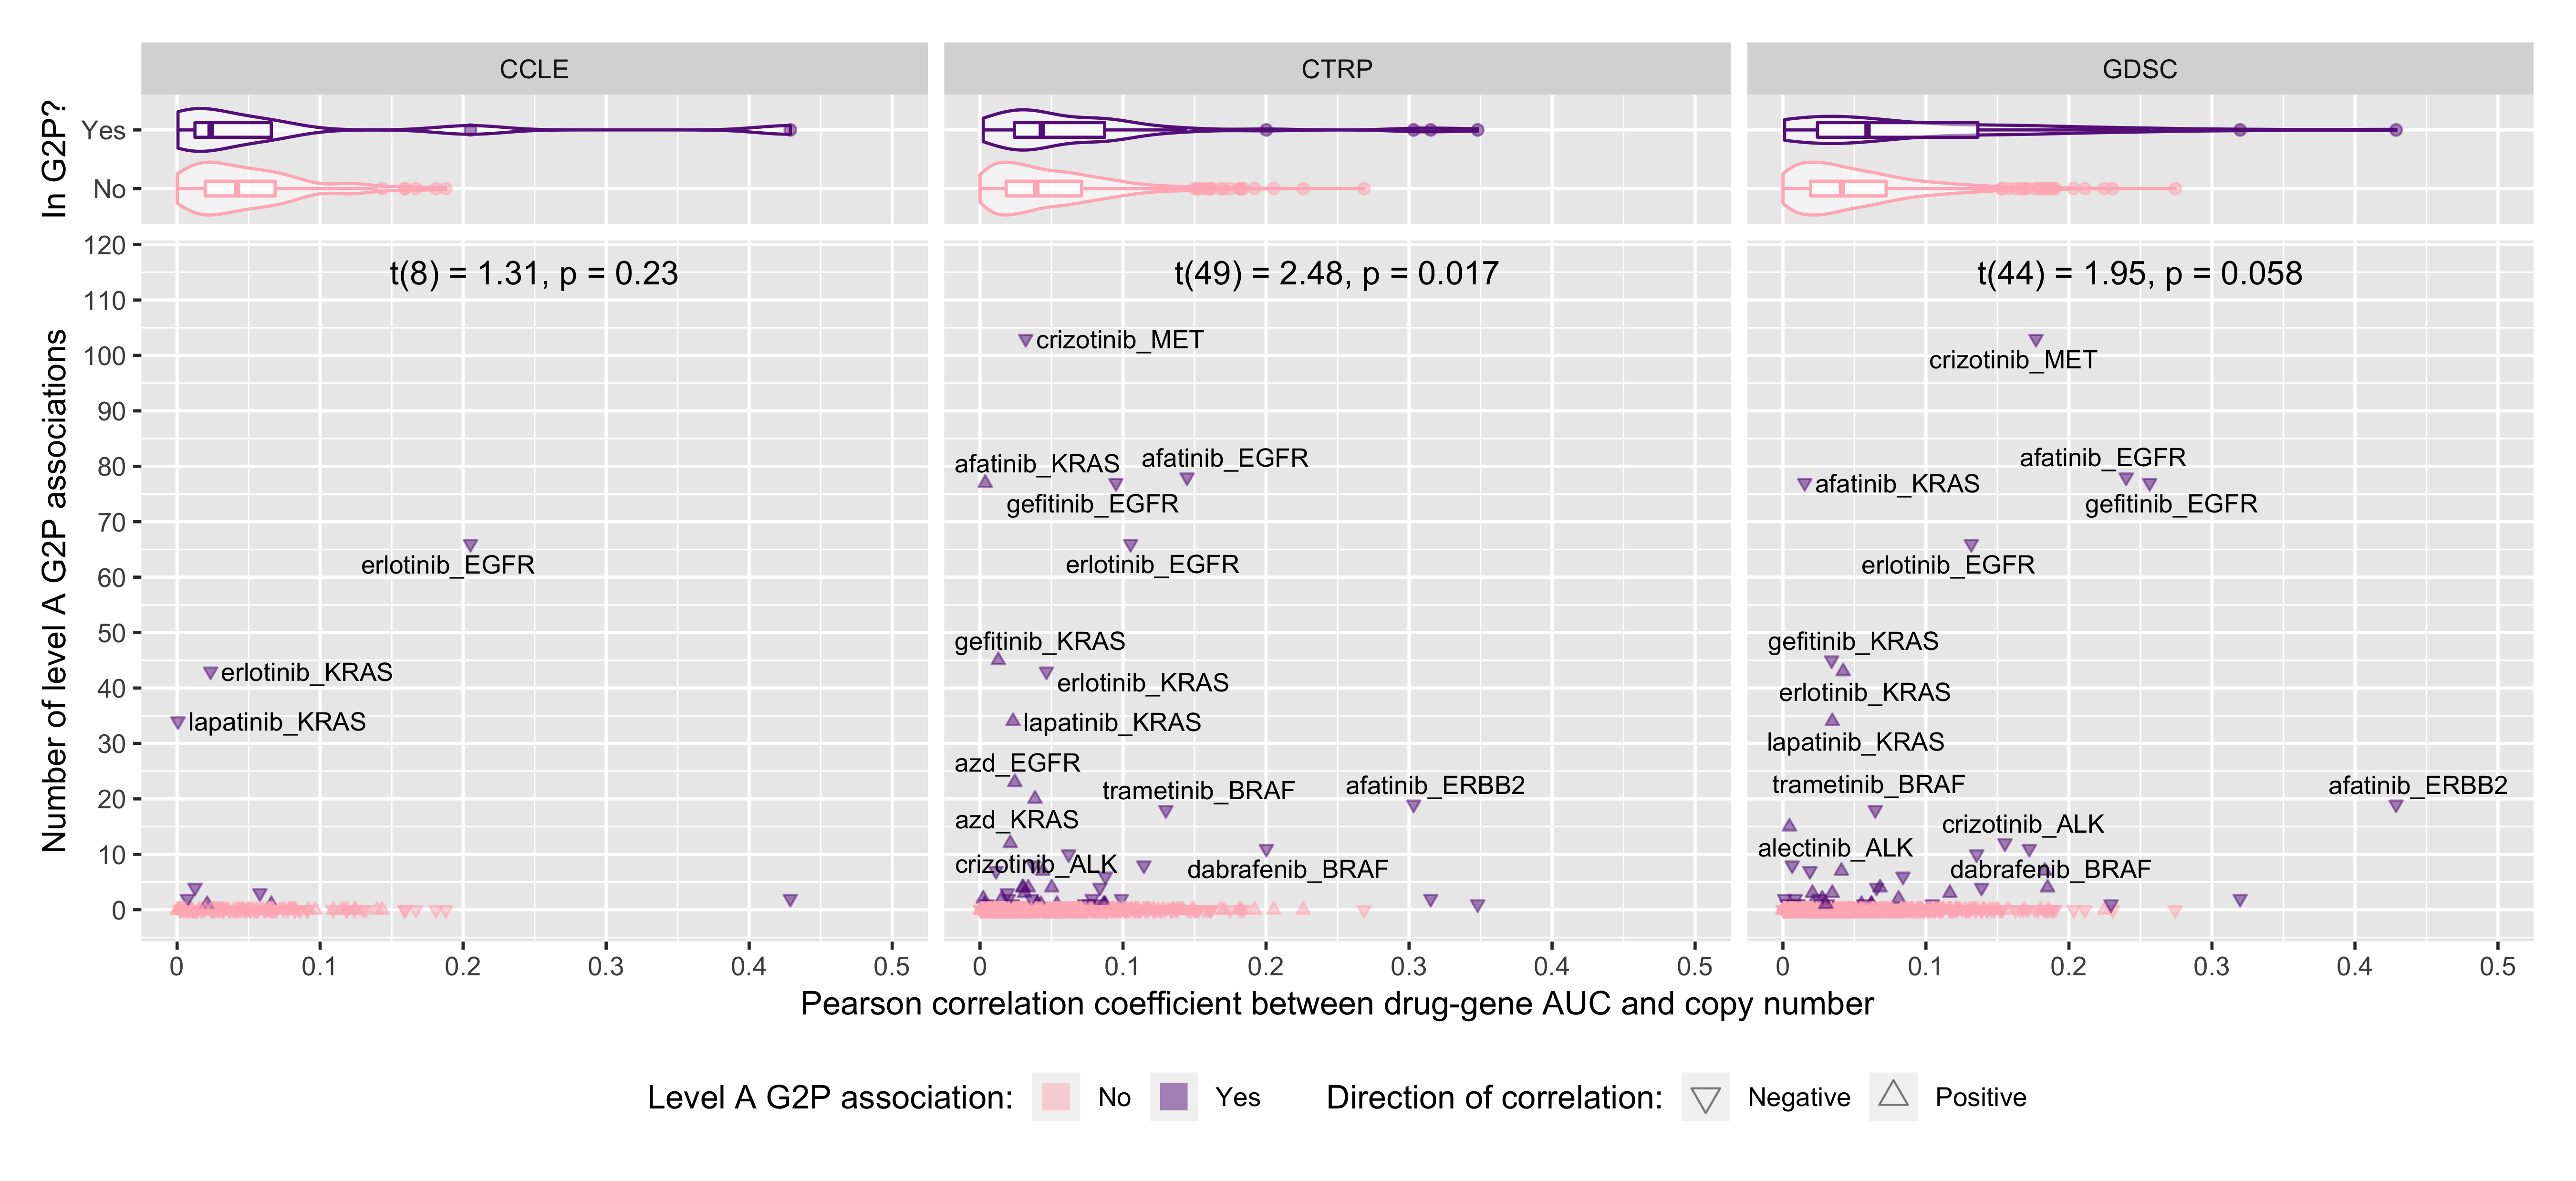 CCLE
CTRP
GDSC
In G2P?
Yes
No
Number of level A G2P associations
120
110
100
90
80
70
60
50
40
30
20
10
0
t(8) = 1.31, p = 0.23
erlotinib_EGFR
erlotinib_KRAS
lapatinib_KRAS
t(49) = 2.48, p = 0.017
crizotinib_MET
afatinib_KRAS
afatinib_EGFR
gefitinib_EGFR
erlotinib_EGFR
gefitinib_KRAS
erlotinib_KRAS
lapatinib_KRAS
azd_EGFR
trametinib_BRAF
afatinib_ERBB2
azd_KRAS
crizotinib_ALK
dabrafenib_BRAF
t(44) = 1.95, p = 0.058
crizotinib_MET
afatinib_EGFR
afatinib_KRAS
gefitinib_EGFR
erlotinib_EGFR
gefitinib_KRAS
erlotinib_KRAS
lapatinib_KRAS
trametinib_BRAF
afatinib_ERBB2
crizotinib_ALK
alectinib_ALK
dabrafenib_BRAF
0 0.1 0.2 0.3 0.4 0.5
0 0.1 0.2 0.3 0.4 0.5
0 0.1 0.2 0.3 0.4 0.5
Pearson correlation coefficient between drug-gene AUC and copy number
Level A G2P association: No Yes
Direction of correlation: Negative Positive